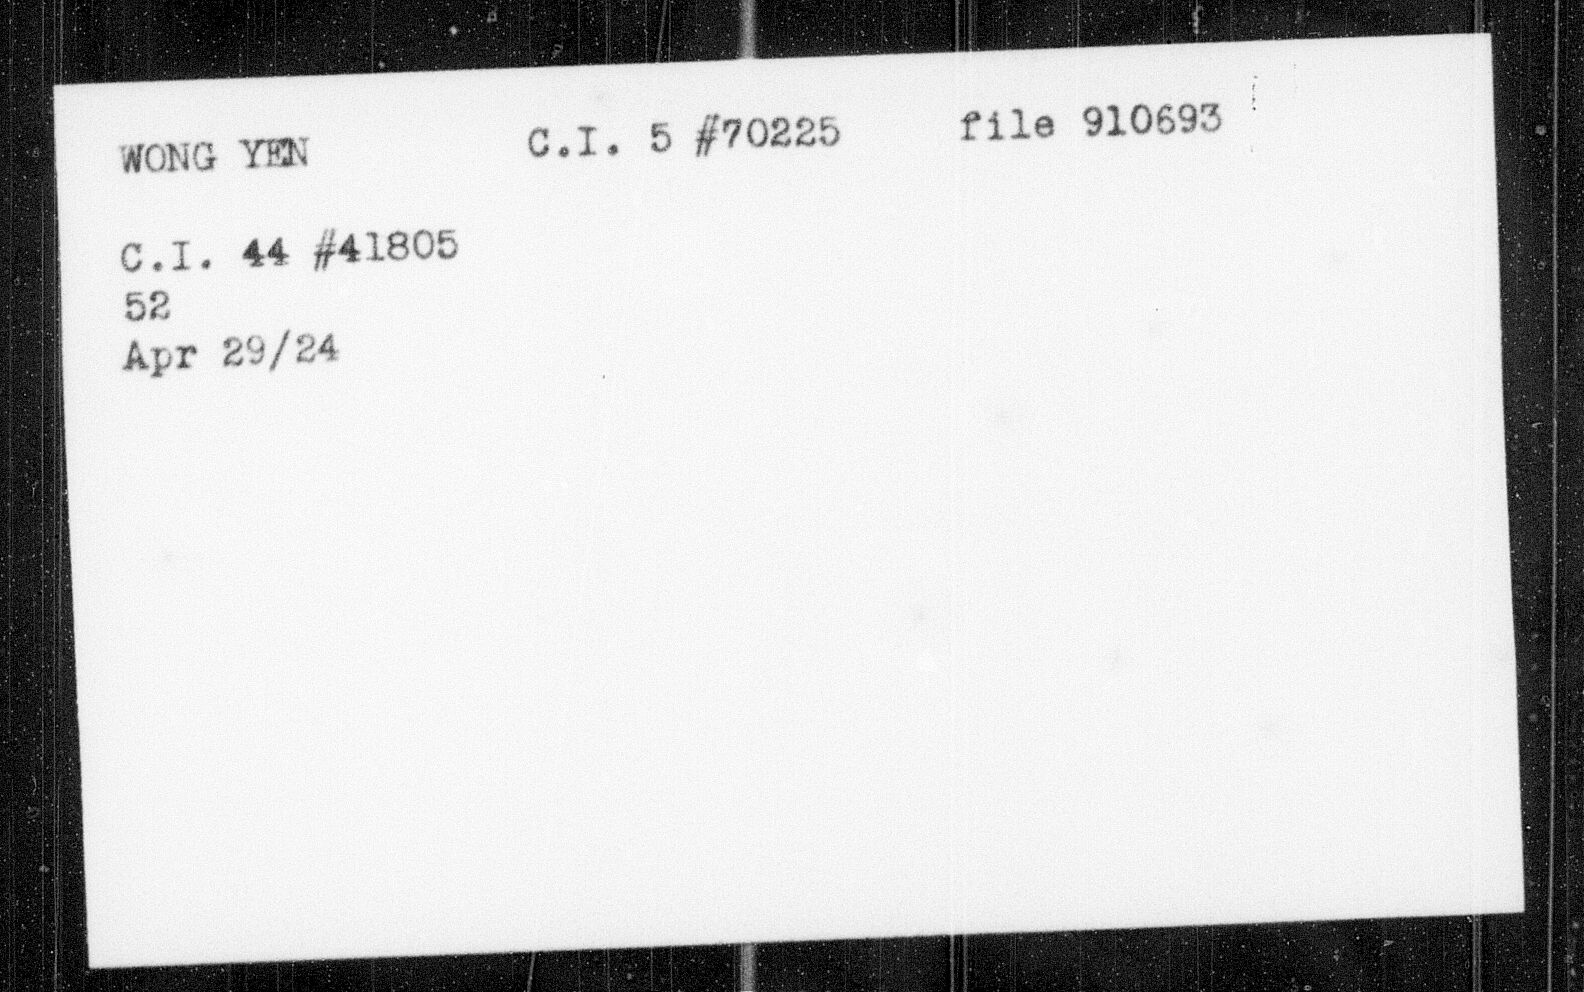 WONG YEN C.I. 5 #70225 file 910693
C.I. 44 #41805
52
Apr 29/24